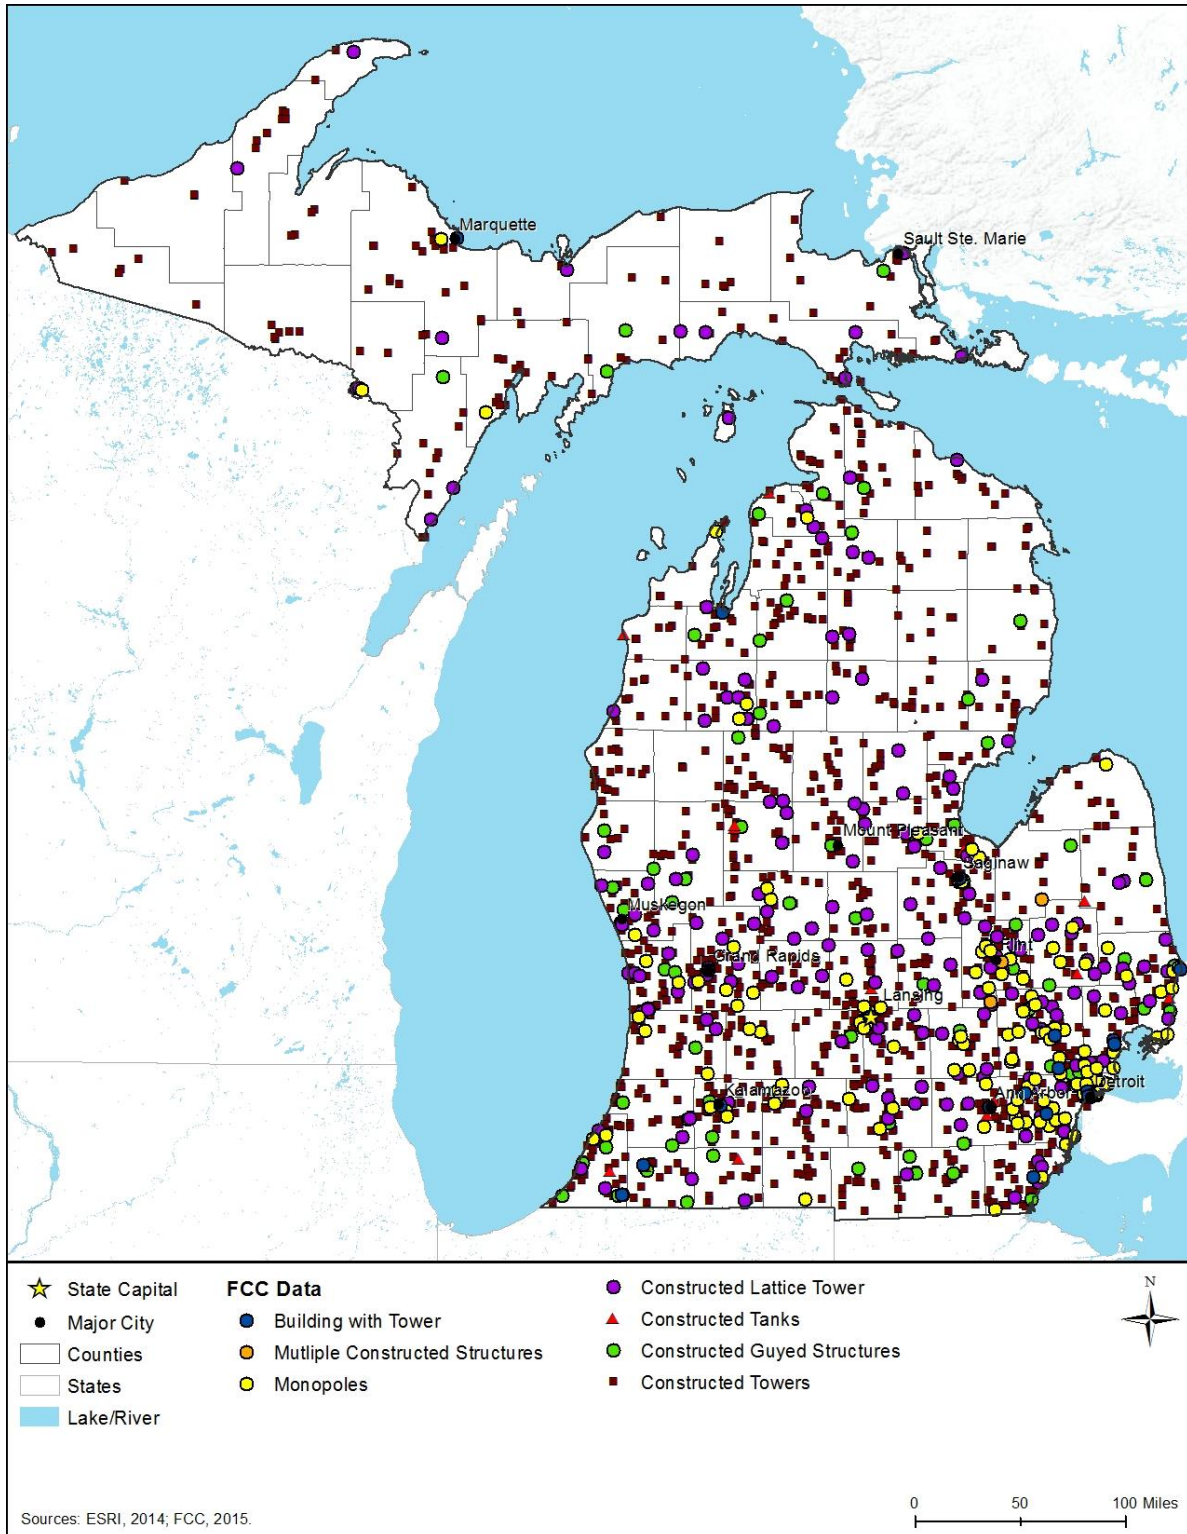 Marquette
Sault Ste. Marie
Mount Pleasant
Saginaw
Muskegon
Flint
Grand Rapids
Lansing
Kalamazoo
Ann Arbor
Detroit
State Capital
Major City
Counties
States
Lake/River
FCC Data
Building with Tower
Mutliple Constructed Structures
Monopoles
Constructed Lattice Tower
Constructed Tanks
Constructed Guyed Structures
Constructed Towers
N
0 50 100 Miles
Sources: ESRI, 2014; FCC, 2015.